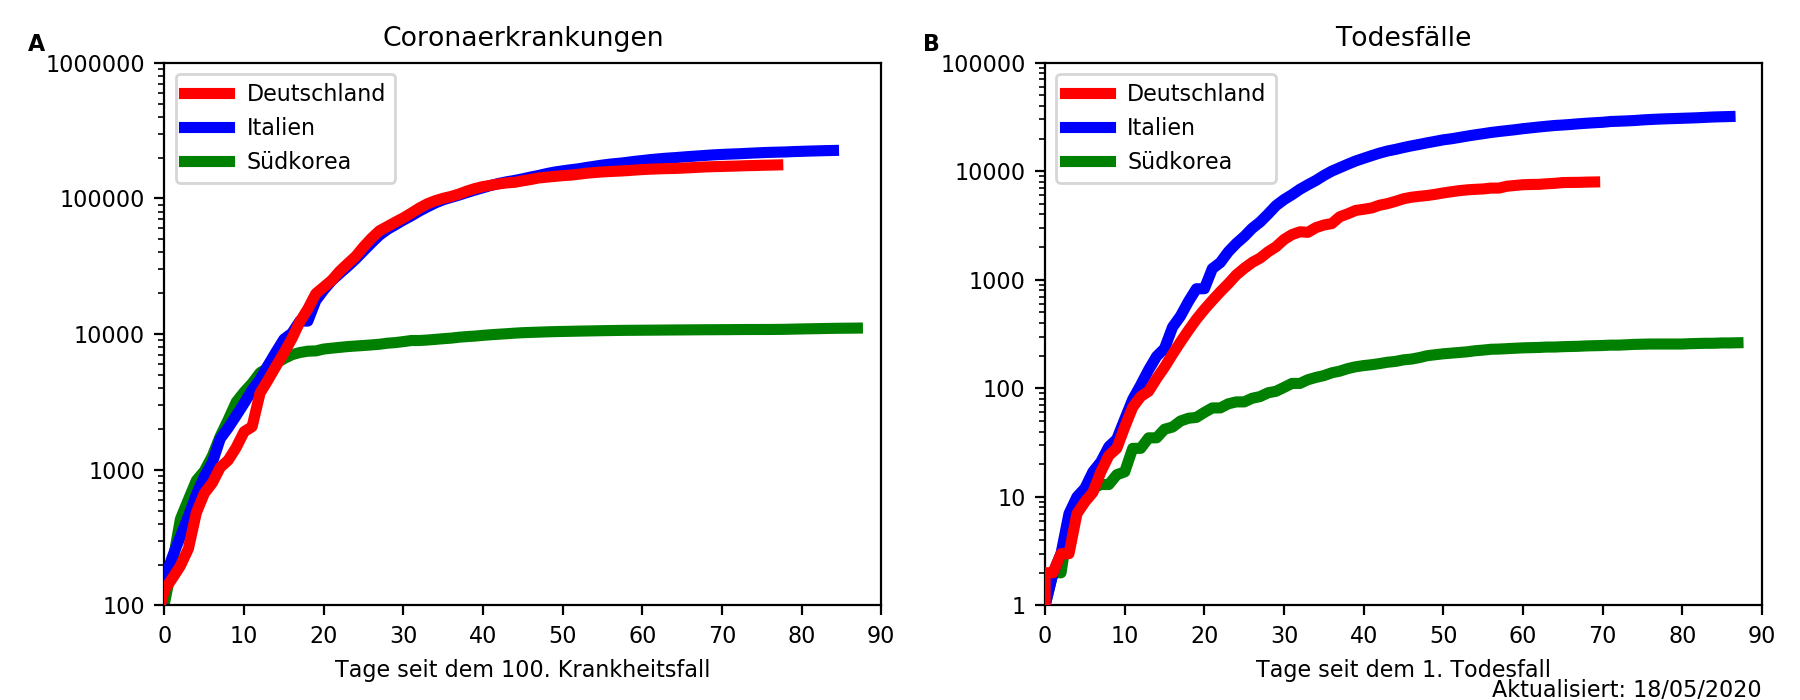 A
Coronaerkrankungen
1000000
100000
10000
1000
100
Deutschland
Italien
Südkorea
0 10 20 30 40 50 60 70 80 90
Tage seit dem 100. Krankheitsfall
B
Todesfälle
100000
10000
1000
100
10
1
Deutschland
Italien
Südkorea
0 10 20 30 40 50 60 70 80 90
Tage seit dem 1. Todesfall
Aktualisiert: 18/05/2020